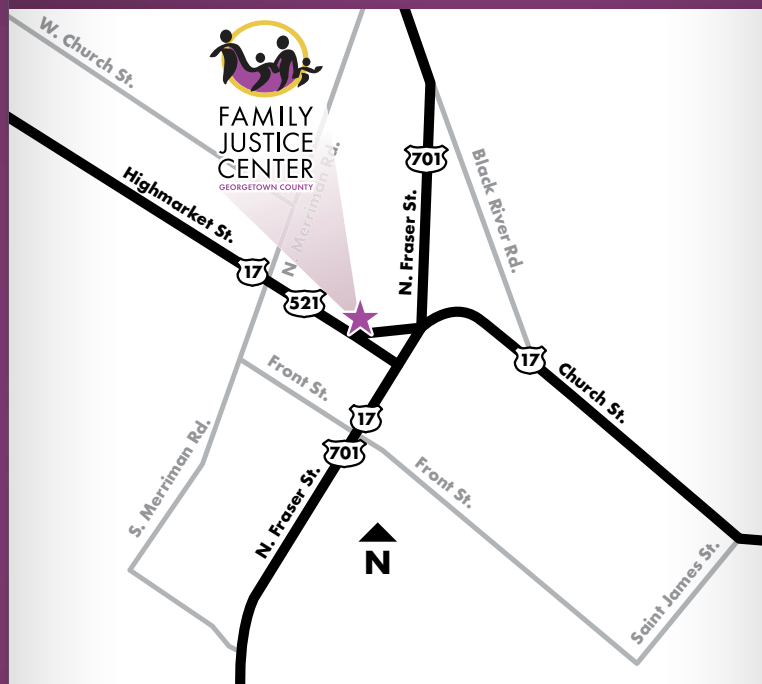 W. Church St.
FAMILY
JUSTICE
CENTER
GEORGETOWN COUNTY
N. Merriman Rd.
701
Black River Rd.
Highmarket St.
N. Fraser St.
17
521
17
Church St.
Front St.
17
701
S. Merriman Rd.
Front St.
N. Fraser St.
N
Saint James St.